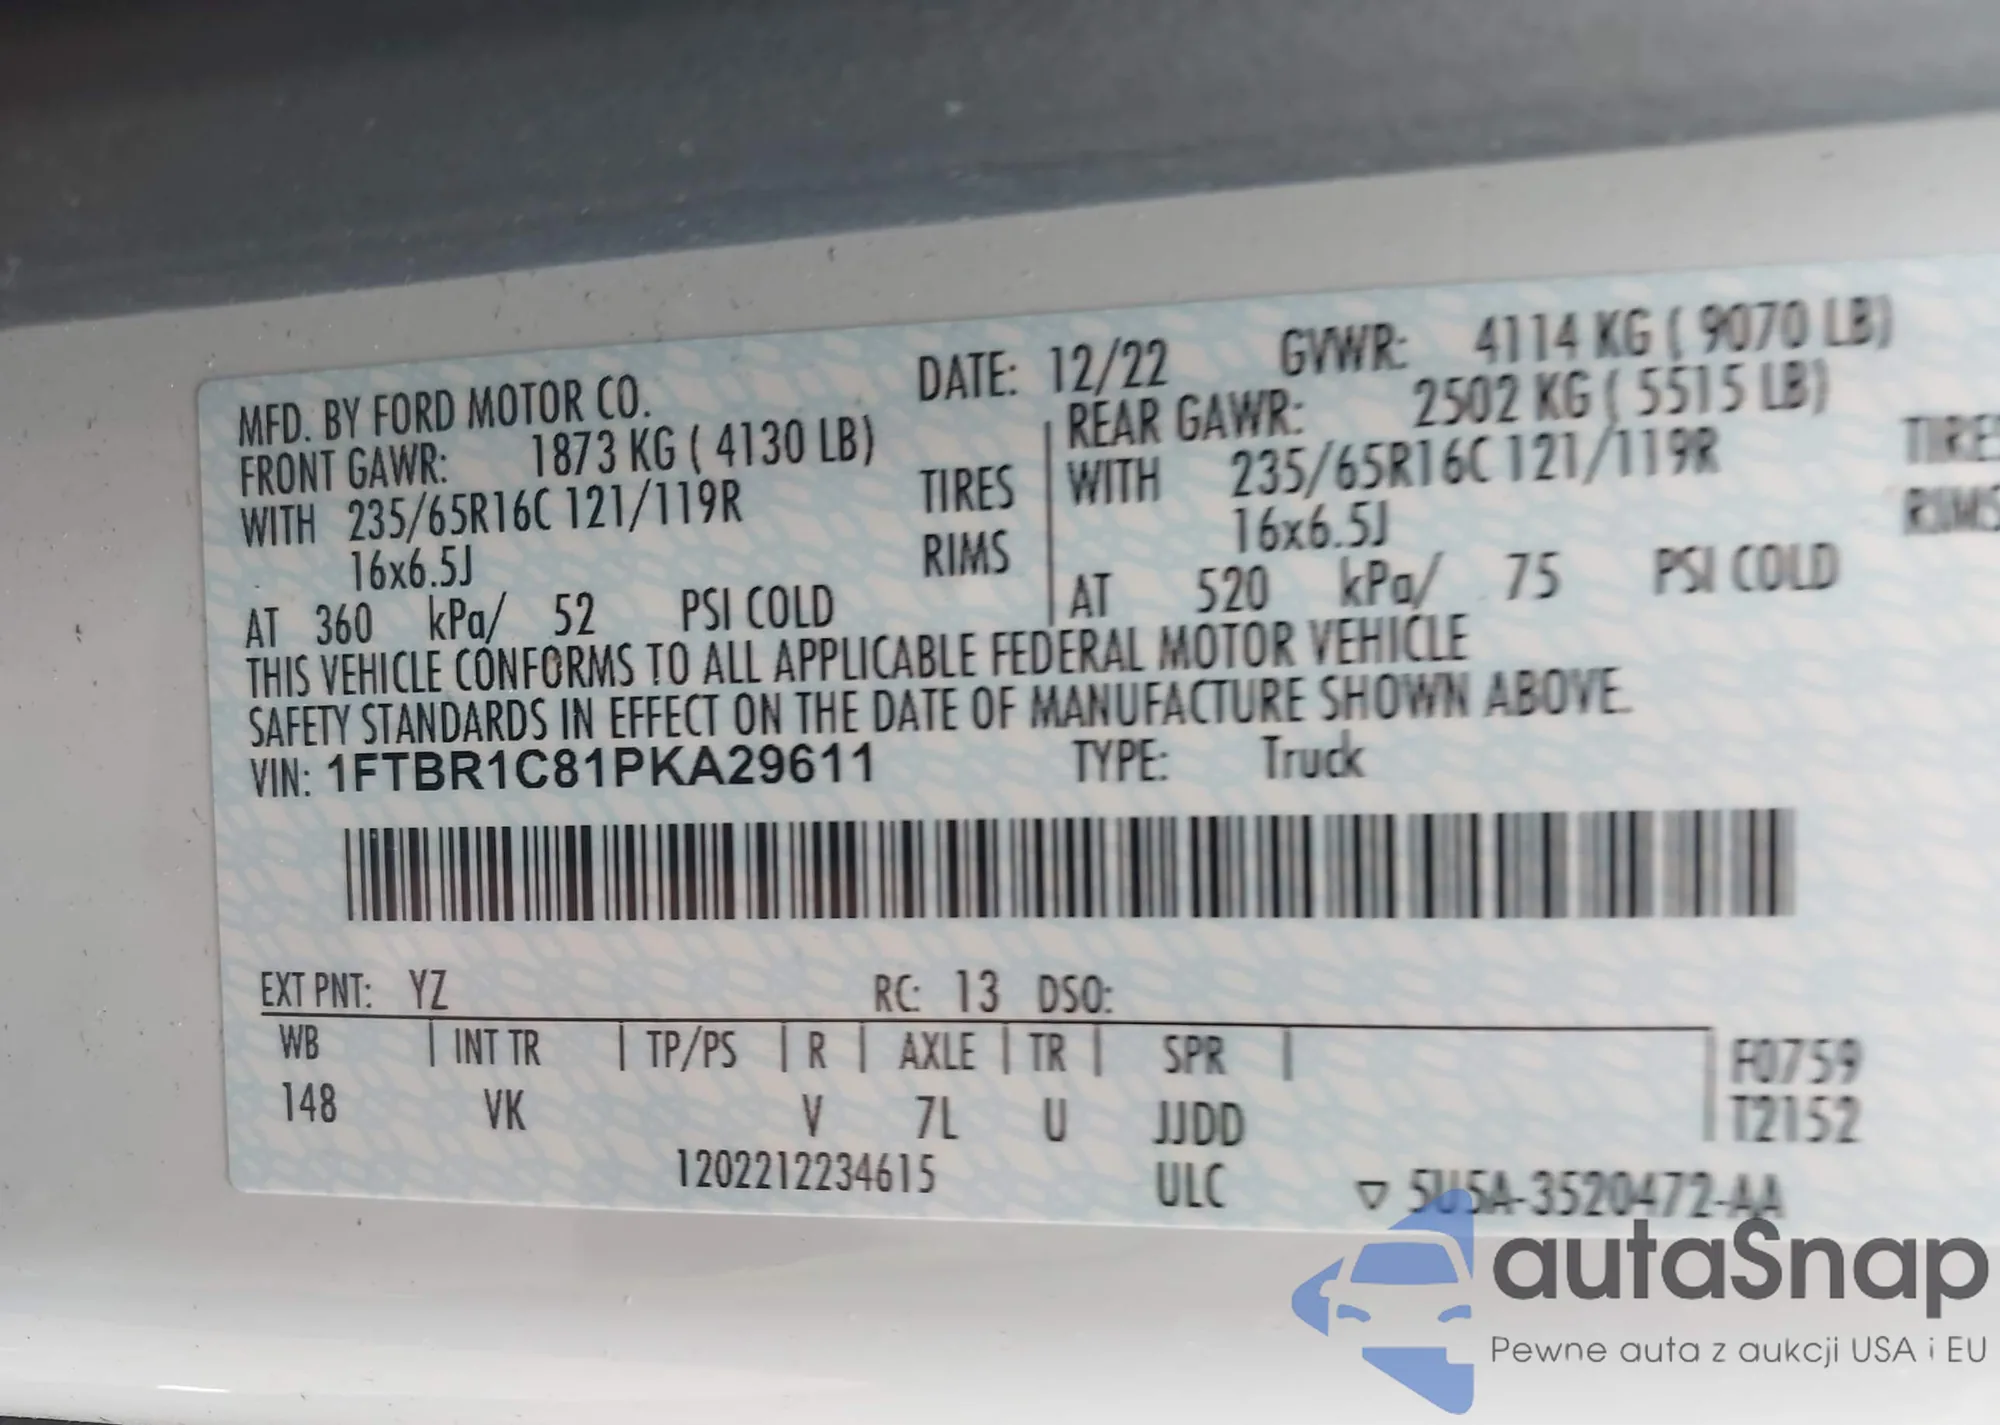 MFD. BY FORD MOTOR CO. DATE: 12/22 GVWR: 4114 KG ( 9070 LB)
FRONT GAWR: 1873 KG ( 4130 LB) REAR GAWR: 2502 KG ( 5515 LB)
WITH 235/65R16C 121/119R TIRES WITH 235/65R16C 121/119R TIRES
16x6.5J RIMS 16x6.5J RIMS
AT 360 kPa/ 52 PSI COLD AT 520 kPa/ 75 PSI COLD
THIS VEHICLE CONFORMS TO ALL APPLICABLE FEDERAL MOTOR VEHICLE
SAFETY STANDARDS IN EFFECT ON THE DATE OF MANUFACTURE SHOWN ABOVE.
VIN: 1FTBR1C81PKA29611 TYPE: Truck
EXT PNT: YZ RC: 13 DSO:
WB | INT TR | TP/PS | R | AXLE | TR | SPR | F0759
148 VK V 7L U JJDD T2152
1202212234615 ULC ▽ 5U5A-3520472-AA
autaSnap
Pewne auta z aukcji USA i EU